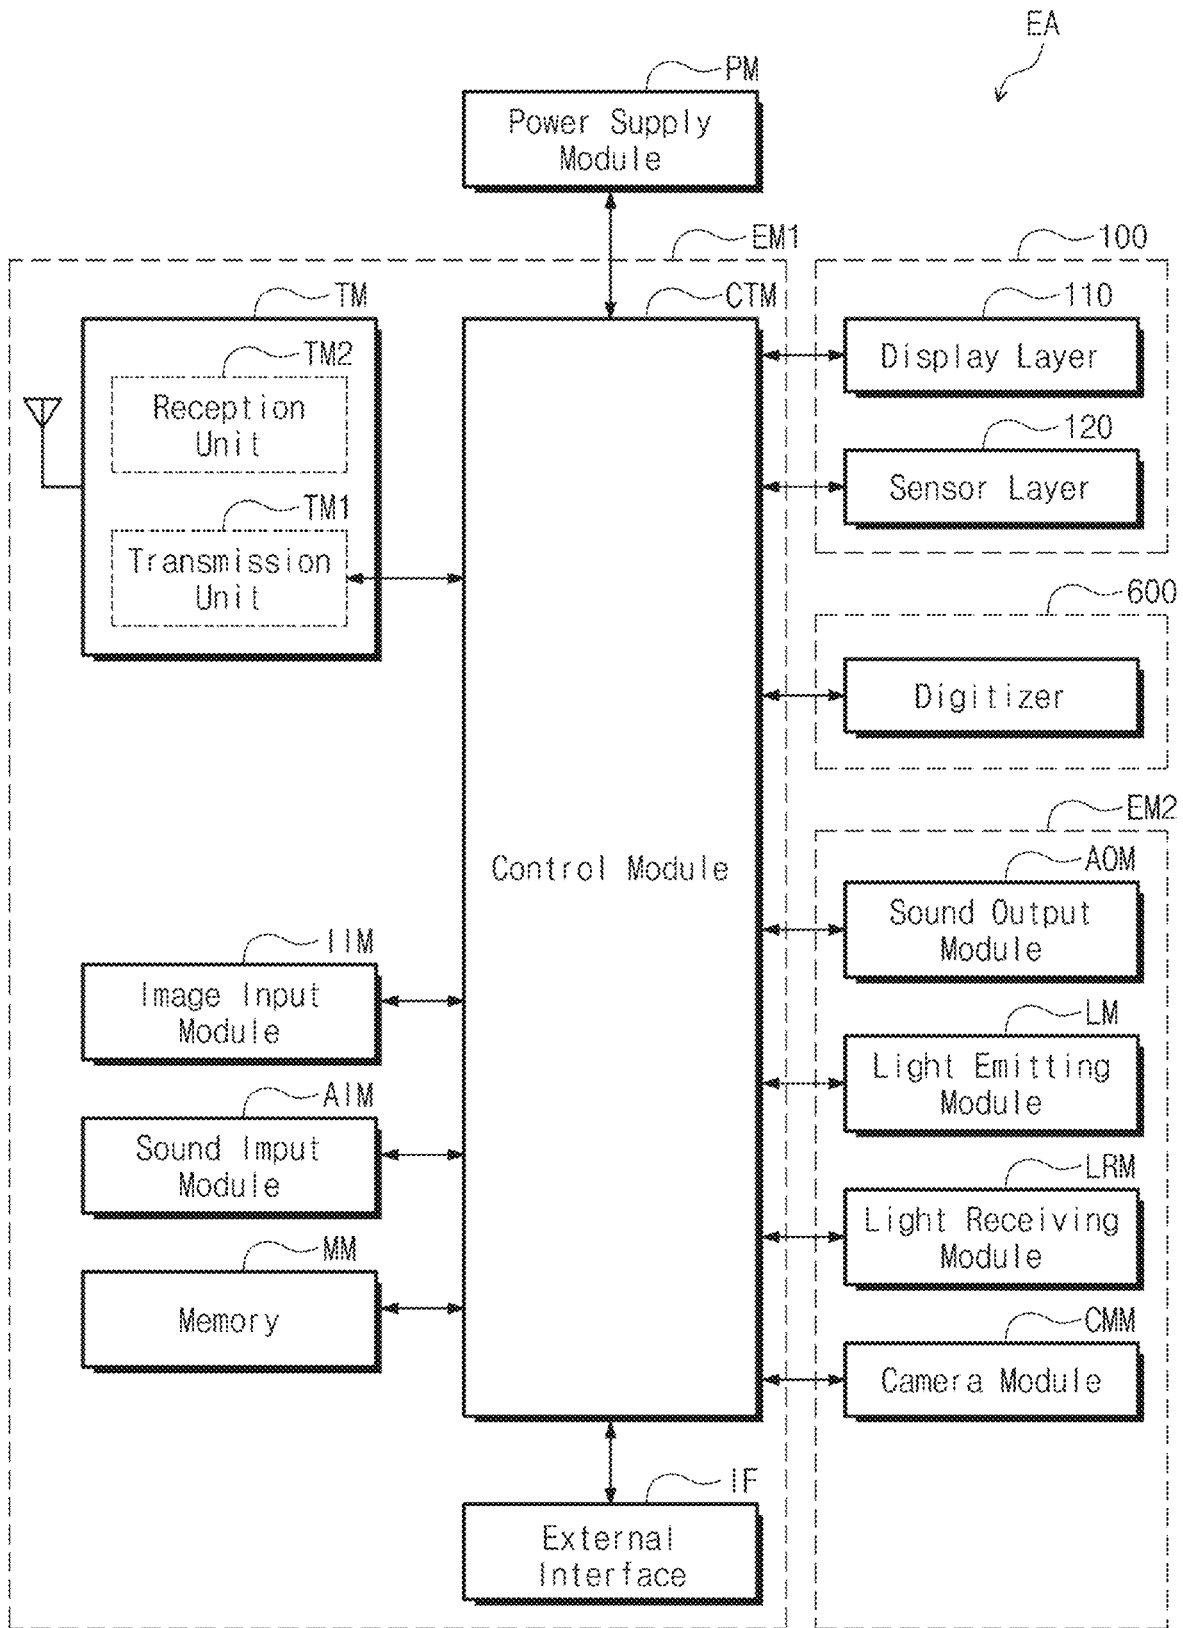 EA
PM
Power Supply
Module
EM1
100
TM
CTM
110
Display Layer
TM2
Reception
Unit
120
Sensor Layer
TM1
Transmission
Unit
600
Digitizer
EM2
Control Module
AOM
Sound Output
Module
IIM
Image Input
Module
LM
Light Emitting
Module
AIM
Sound Imput
Module
LRM
Light Receiving
Module
MM
Memory
CMM
Camera Module
IF
External
Interface